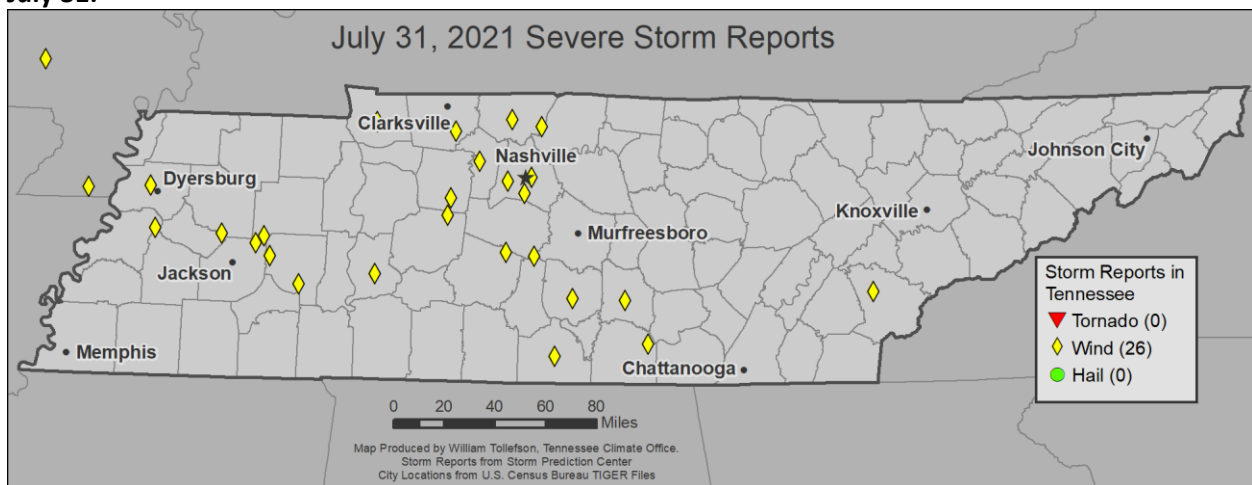 July 31, 2021 Severe Storm Reports
Clarksville
Nashville
Johnson City
Dyersburg
Knoxville
Murfreesboro
Jackson
Storm Reports in
Tennessee
Tornado (0)
Wind (26)
Hail (0)
Memphis
Chattanooga
0 20 40 60 80
Miles
Map Produced by William Tollefson, Tennessee Climate Office.
Storm Reports from Storm Prediction Center
City Locations from U.S. Census Bureau TIGER Files